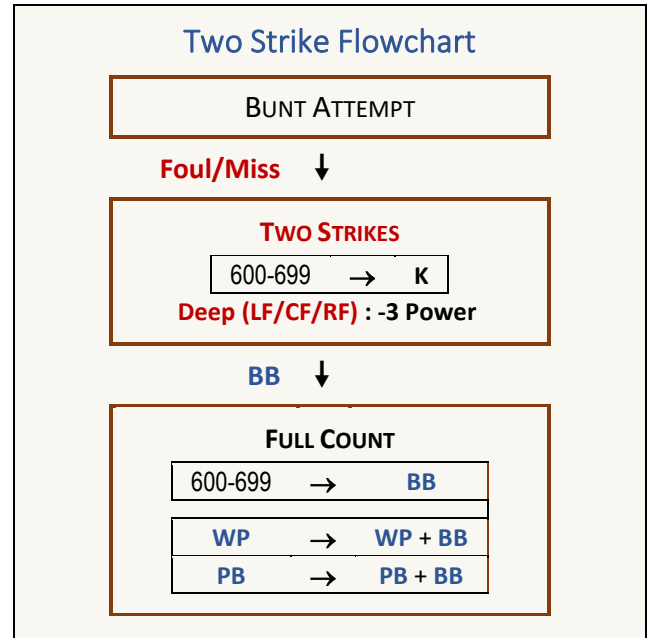 Two Strike Flowchart
BUNT ATTEMPT
Foul/Miss ↓
TWO STRIKES
600-699 → K
Deep (LF/CF/RF) : -3 Power
BB ↓
FULL COUNT
600-699 → BB
WP → WP + BB
PB → PB + BB